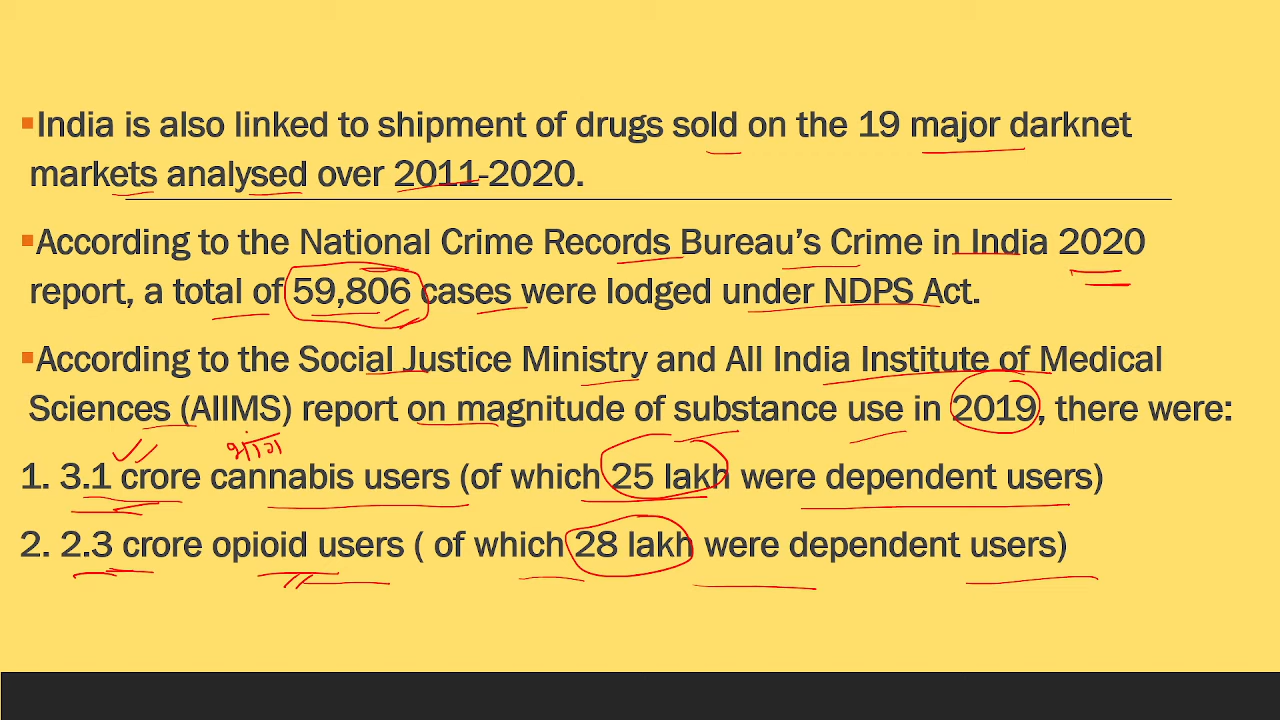 ▪India is also linked to shipment of drugs sold on the 19 major darknet
markets analysed over 2011-2020.
▪According to the National Crime Records Bureau’s Crime in India 2020
report, a total of 59,806 cases were lodged under NDPS Act.
▪According to the Social Justice Ministry and All India Institute of Medical
Sciences (AIIMS) report on magnitude of substance use in 2019, there were:
भांग
1. 3.1 crore cannabis users (of which 25 lakh were dependent users)
2. 2.3 crore opioid users ( of which 28 lakh were dependent users)